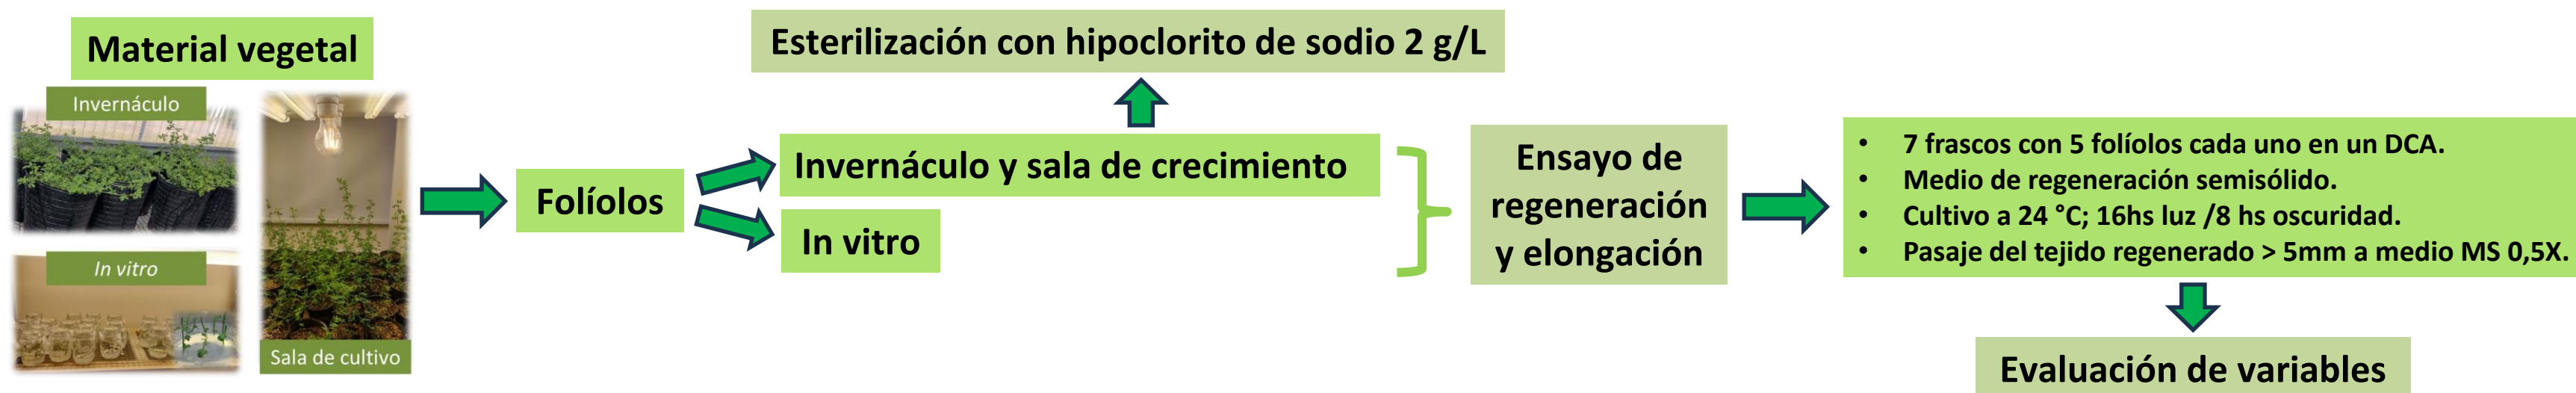 Material vegetal
Invernáculo
In vitro
Sala de cultivo
Folíolos
Esterilización con hipoclorito de sodio 2 g/L
Invernáculo y sala de crecimiento
In vitro
Ensayo de
regeneración
y elongación
• 7 frascos con 5 folíolos cada uno en un DCA.
• Medio de regeneración semisólido.
• Cultivo a 24 °C; 16hs luz /8 hs oscuridad.
• Pasaje del tejido regenerado > 5mm a medio MS 0,5X.
Evaluación de variables